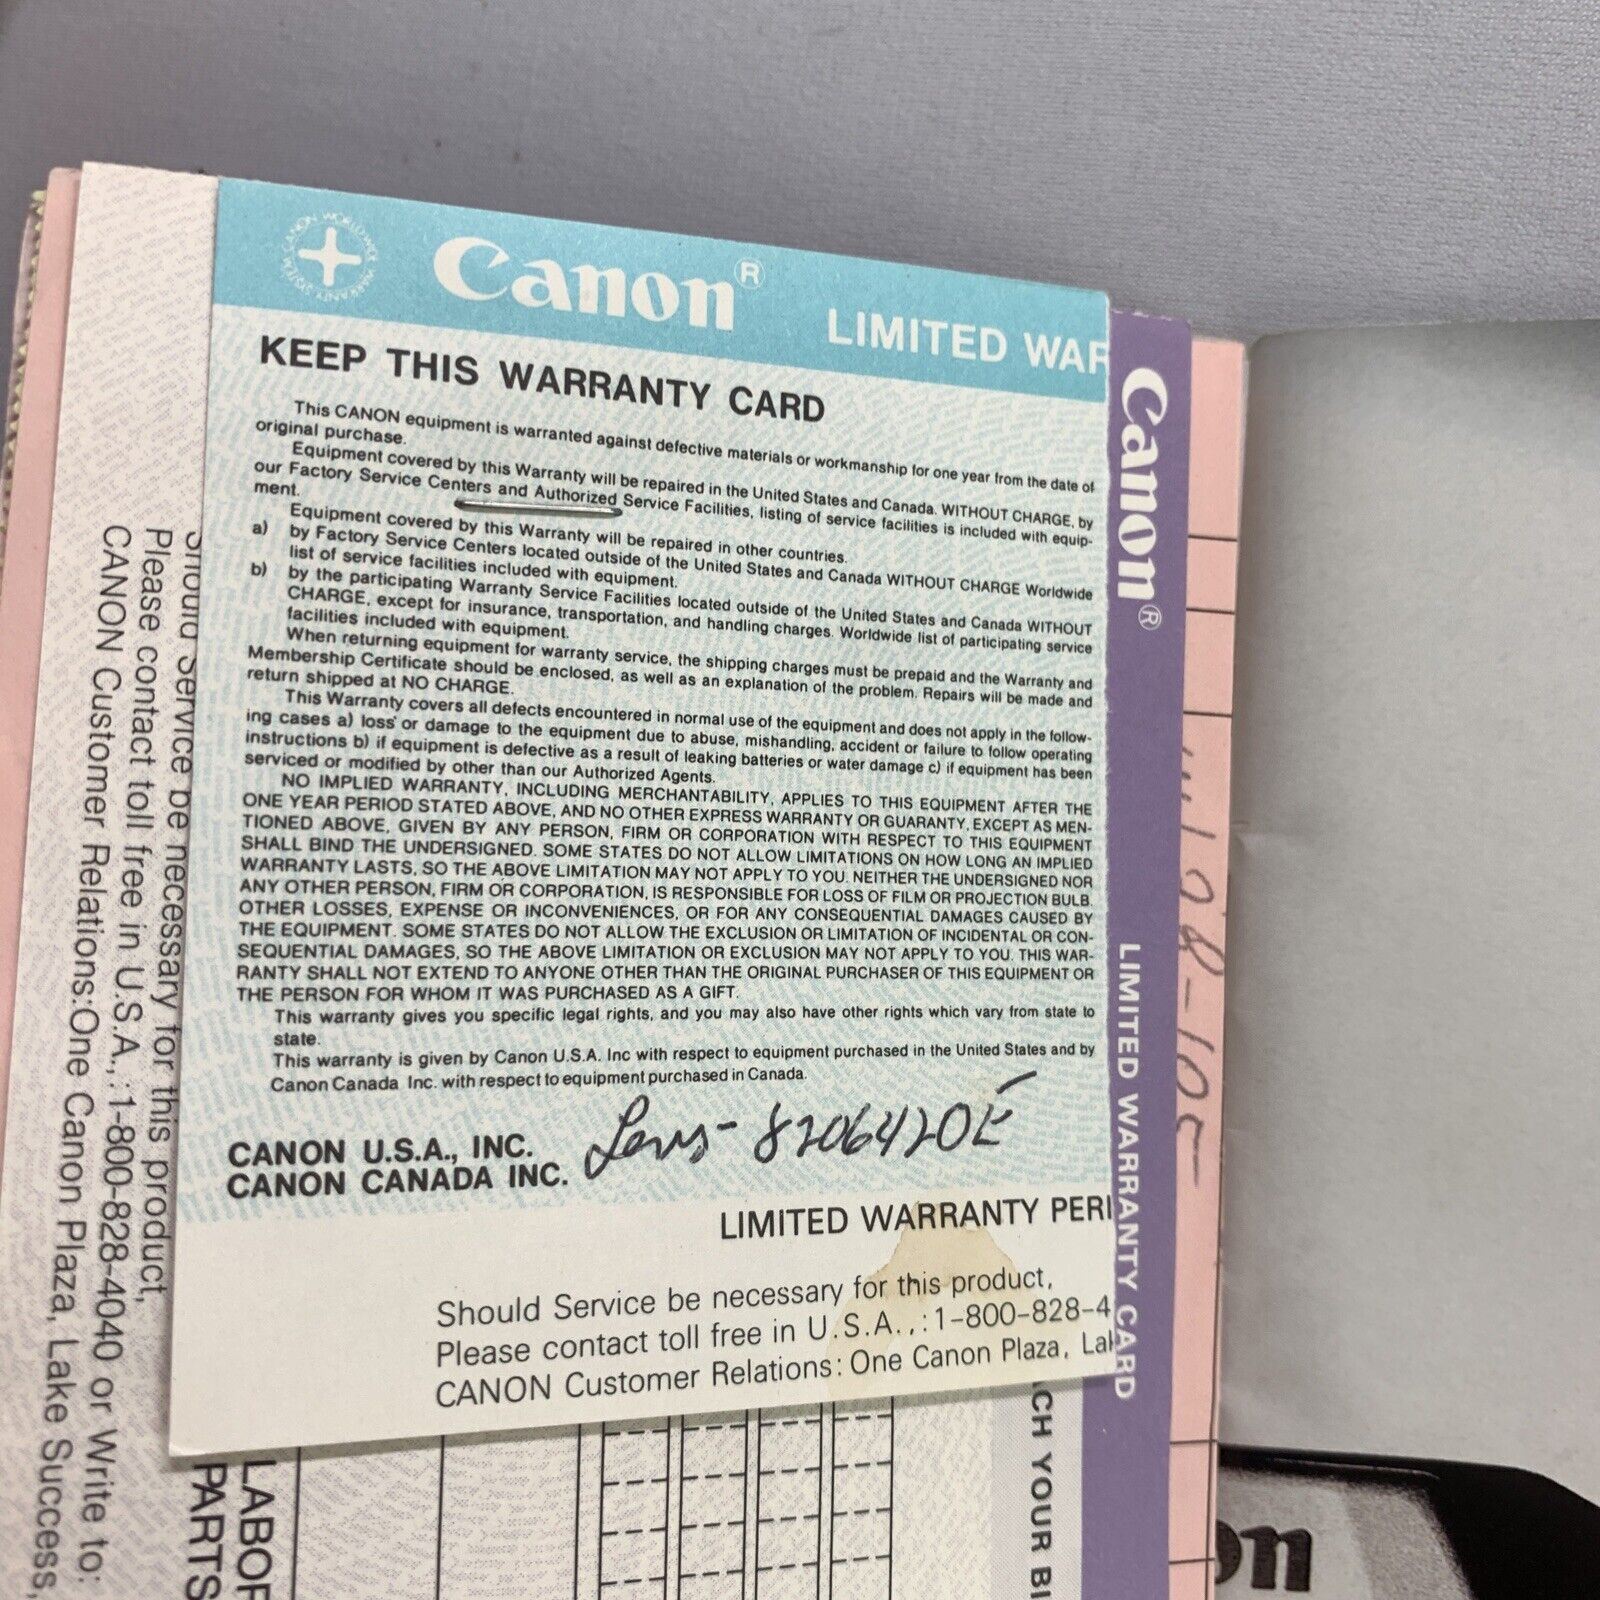 CANON WORLD-WIDE WARRANTY SYSTEM
Canon®
LIMITED WAR
KEEP THIS WARRANTY CARD
This CANON equipment is warranted against defective materials or workmanship for one year from the date of
original purchase.
Equipment covered by this Warranty will be repaired in the United States and Canada. WITHOUT CHARGE, by
our Factory Service Centers and Authorized Service Facilities, listing of service facilities is included with equip-
ment.
Equipment covered by this Warranty will be repaired in other countries.
a) by Factory Service Centers located outside of the United States and Canada WITHOUT CHARGE Worldwide
list of service facilities included with equipment.
b) by the participating Warranty Service Facilities located outside of the United States and Canada WITHOUT
CHARGE, except for insurance, transportation, and handling charges. Worldwide list of participating service
facilities included with equipment.
When returning equipment for warranty service, the shipping charges must be prepaid and the Warranty and
Membership Certificate should be enclosed, as well as an explanation of the problem. Repairs will be made and
return shipped at NO CHARGE.
This Warranty covers all defects encountered in normal use of the equipment and does not apply in the follow-
ing cases a) loss or damage to the equipment due to abuse, mishandling, accident or failure to follow operating
instructions b) if equipment is defective as a result of leaking batteries or water damage c) if equipment has been
serviced or modified by other than our Authorized Agents.
NO IMPLIED WARRANTY, INCLUDING MERCHANTABILITY, APPLIES TO THIS EQUIPMENT AFTER THE
ONE YEAR PERIOD STATED ABOVE, AND NO OTHER EXPRESS WARRANTY OR GUARANTY, EXCEPT AS MEN-
TIONED ABOVE, GIVEN BY ANY PERSON, FIRM OR CORPORATION WITH RESPECT TO THIS EQUIPMENT
SHALL BIND THE UNDERSIGNED. SOME STATES DO NOT ALLOW LIMITATIONS ON HOW LONG AN IMPLIED
WARRANTY LASTS, SO THE ABOVE LIMITATION MAY NOT APPLY TO YOU. NEITHER THE UNDERSIGNED NOR
ANY OTHER PERSON, FIRM OR CORPORATION, IS RESPONSIBLE FOR LOSS OF FILM OR PROJECTION BULB.
OTHER LOSSES, EXPENSE OR INCONVENIENCES, OR FOR ANY CONSEQUENTIAL DAMAGES CAUSED BY
THE EQUIPMENT. SOME STATES DO NOT ALLOW THE EXCLUSION OR LIMITATION OF INCIDENTAL OR CON-
SEQUENTIAL DAMAGES, SO THE ABOVE LIMITATION OR EXCLUSION MAY NOT APPLY TO YOU. THIS WAR-
RANTY SHALL NOT EXTEND TO ANYONE OTHER THAN THE ORIGINAL PURCHASER OF THIS EQUIPMENT OR
THE PERSON FOR WHOM IT WAS PURCHASED AS A GIFT.
This warranty gives you specific legal rights, and you may also have other rights which vary from state to
state.
This warranty is given by Canon U.S.A. Inc with respect to equipment purchased in the United States and by
Canon Canada Inc. with respect to equipment purchased in Canada.
CANON U.S.A., INC.
CANON CANADA INC.
Lens- 8206420E
LIMITED WARRANTY PERI
Should Service be necessary for this product,
Please contact toll free in U.S.A.,:1-800-828-4
CANON Customer Relations: One Canon Plaza, Lak
Should Service be necessary for this product,
Please contact toll free in U.S.A.,:1-800-828-4040 or Write to:
CANON Customer Relations:One Canon Plaza, Lake Success,
LABOR
PARTS
CH YOUR BI
Canon®
LIMITED WARRANTY CARD
28-105
on